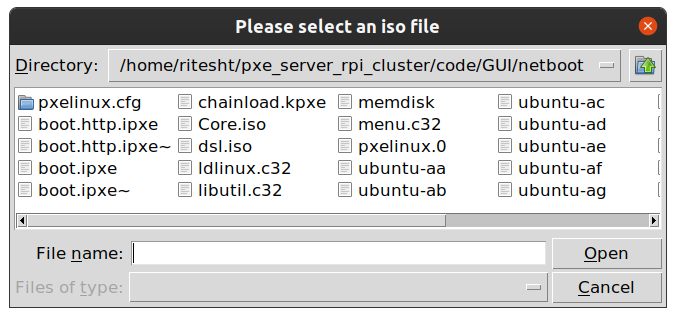 Please select an iso file
Directory: /home/ritesht/pxe_server_rpi_cluster/code/GUI/netboot
pxelinux.cfg chainload.kpxe memdisk ubuntu-ac
boot.http.ipxe Core.iso menu.c32 ubuntu-ad
boot.http.ipxe~ dsl.iso pxelinux.0 ubuntu-ae
boot.ipxe ldlinux.c32 ubuntu-aa ubuntu-af
boot.ipxe~ libutil.c32 ubuntu-ab ubuntu-ag
File name: Open
Files of type: Cancel